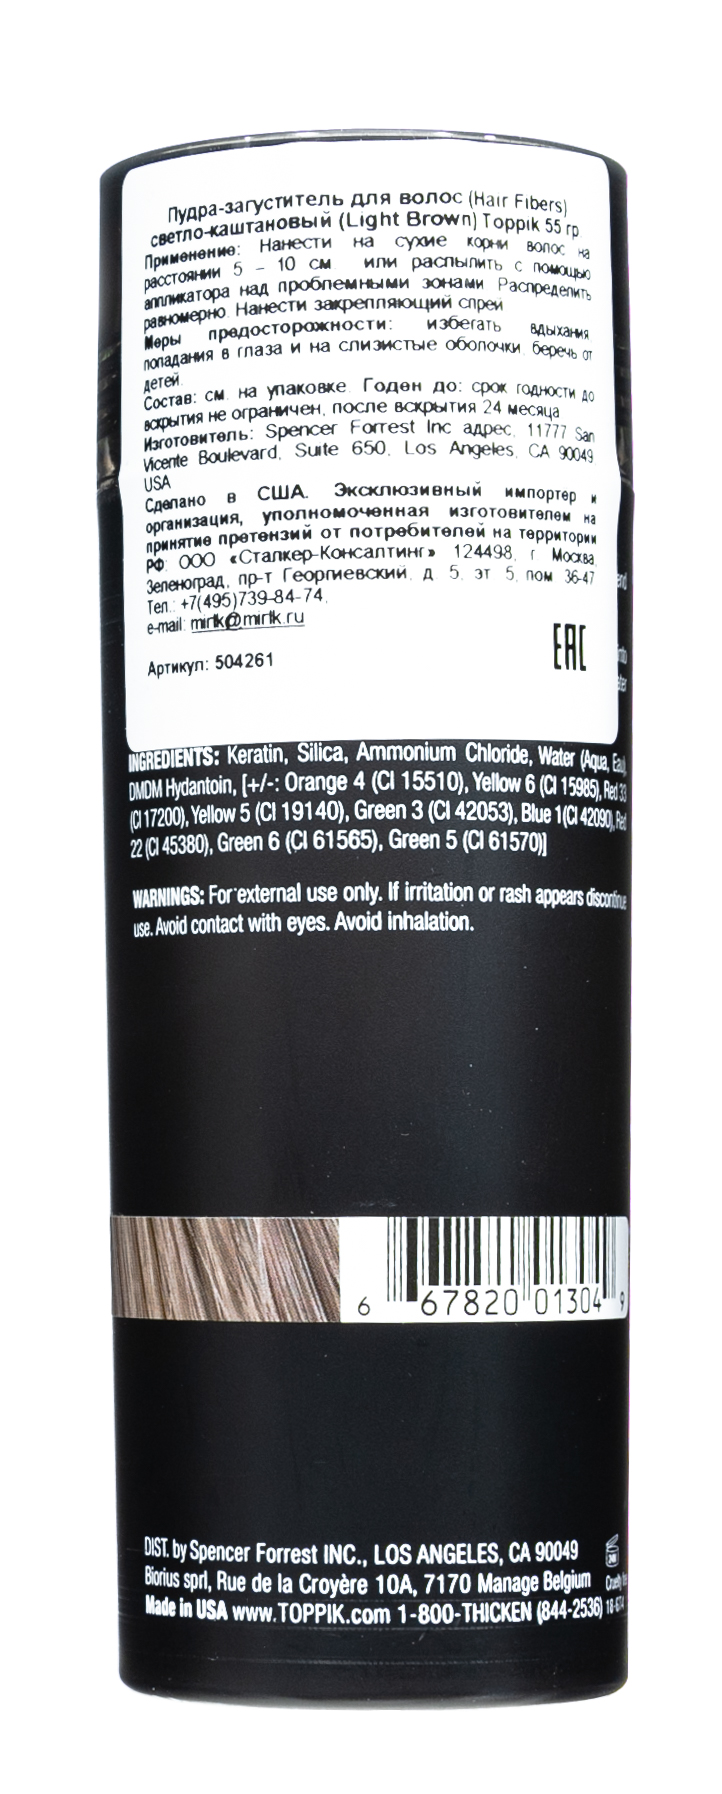 Пудра-загуститель для волос (Hair Fibers)
светло-каштановый (Light Brown) Toppik 55 гр
Применение: Нанести на сухие корни волос на
расстоянии 5 - 10 см или распылить с помощью
аппликатора над проблемными зонами. Распределить
равномерно. Нанести закрепляющий спрей
Меры предосторожности: избегать вдыхания
попадания в глаза и на слизистые оболочки, беречь от
детей.
Состав: см. на упаковке. Годен до: срок годности до
вскрытия не ограничен, после вскрытия 24 месяца
Изготовитель: Spencer Forrest Inc адрес: 11777 San
Vicente Boulevard, Suite 650, Los Angeles, CA 90049
USA
Сделано в США. Эксклюзивный импортер и
организация, уполномоченная изготовителем на
принятие претензий от потребителей на территории
РФ: ООО «Сталкер-Консалтинг» 124498, г. Москва,
Зеленоград, пр-т Георгиевский, д. 5, эт 5, пом 36-47
Тел.: +7(495)739-84-74,
e-mail: mirtk@mirtk.ru
Артикул: 504261
EAC
INGREDIENTS: Keratin, Silica, Ammonium Chloride, Water (Aqua, Eau),
DMDM Hydantoin, [+/-: Orange 4 (CI 15510), Yellow 6 (CI 15985), Red 33
(CI 17200), Yellow 5 (CI 19140), Green 3 (CI 42053), Blue 1(CI 42090), Red
22 (CI 45380), Green 6 (CI 61565), Green 5 (CI 61570)]
WARNINGS: For external use only. If irritation or rash appears discontinue
use. Avoid contact with eyes. Avoid inhalation.
6 67820 01304 9
DIST. by Spencer Forrest INC., LOS ANGELES, CA 90049
Biorius sprl, Rue de la Croyère 10A, 7170 Manage Belgium
Made in USA www.TOPPIK.com 1-800-THICKEN (844-2536)
24M
Cruelty
18-674